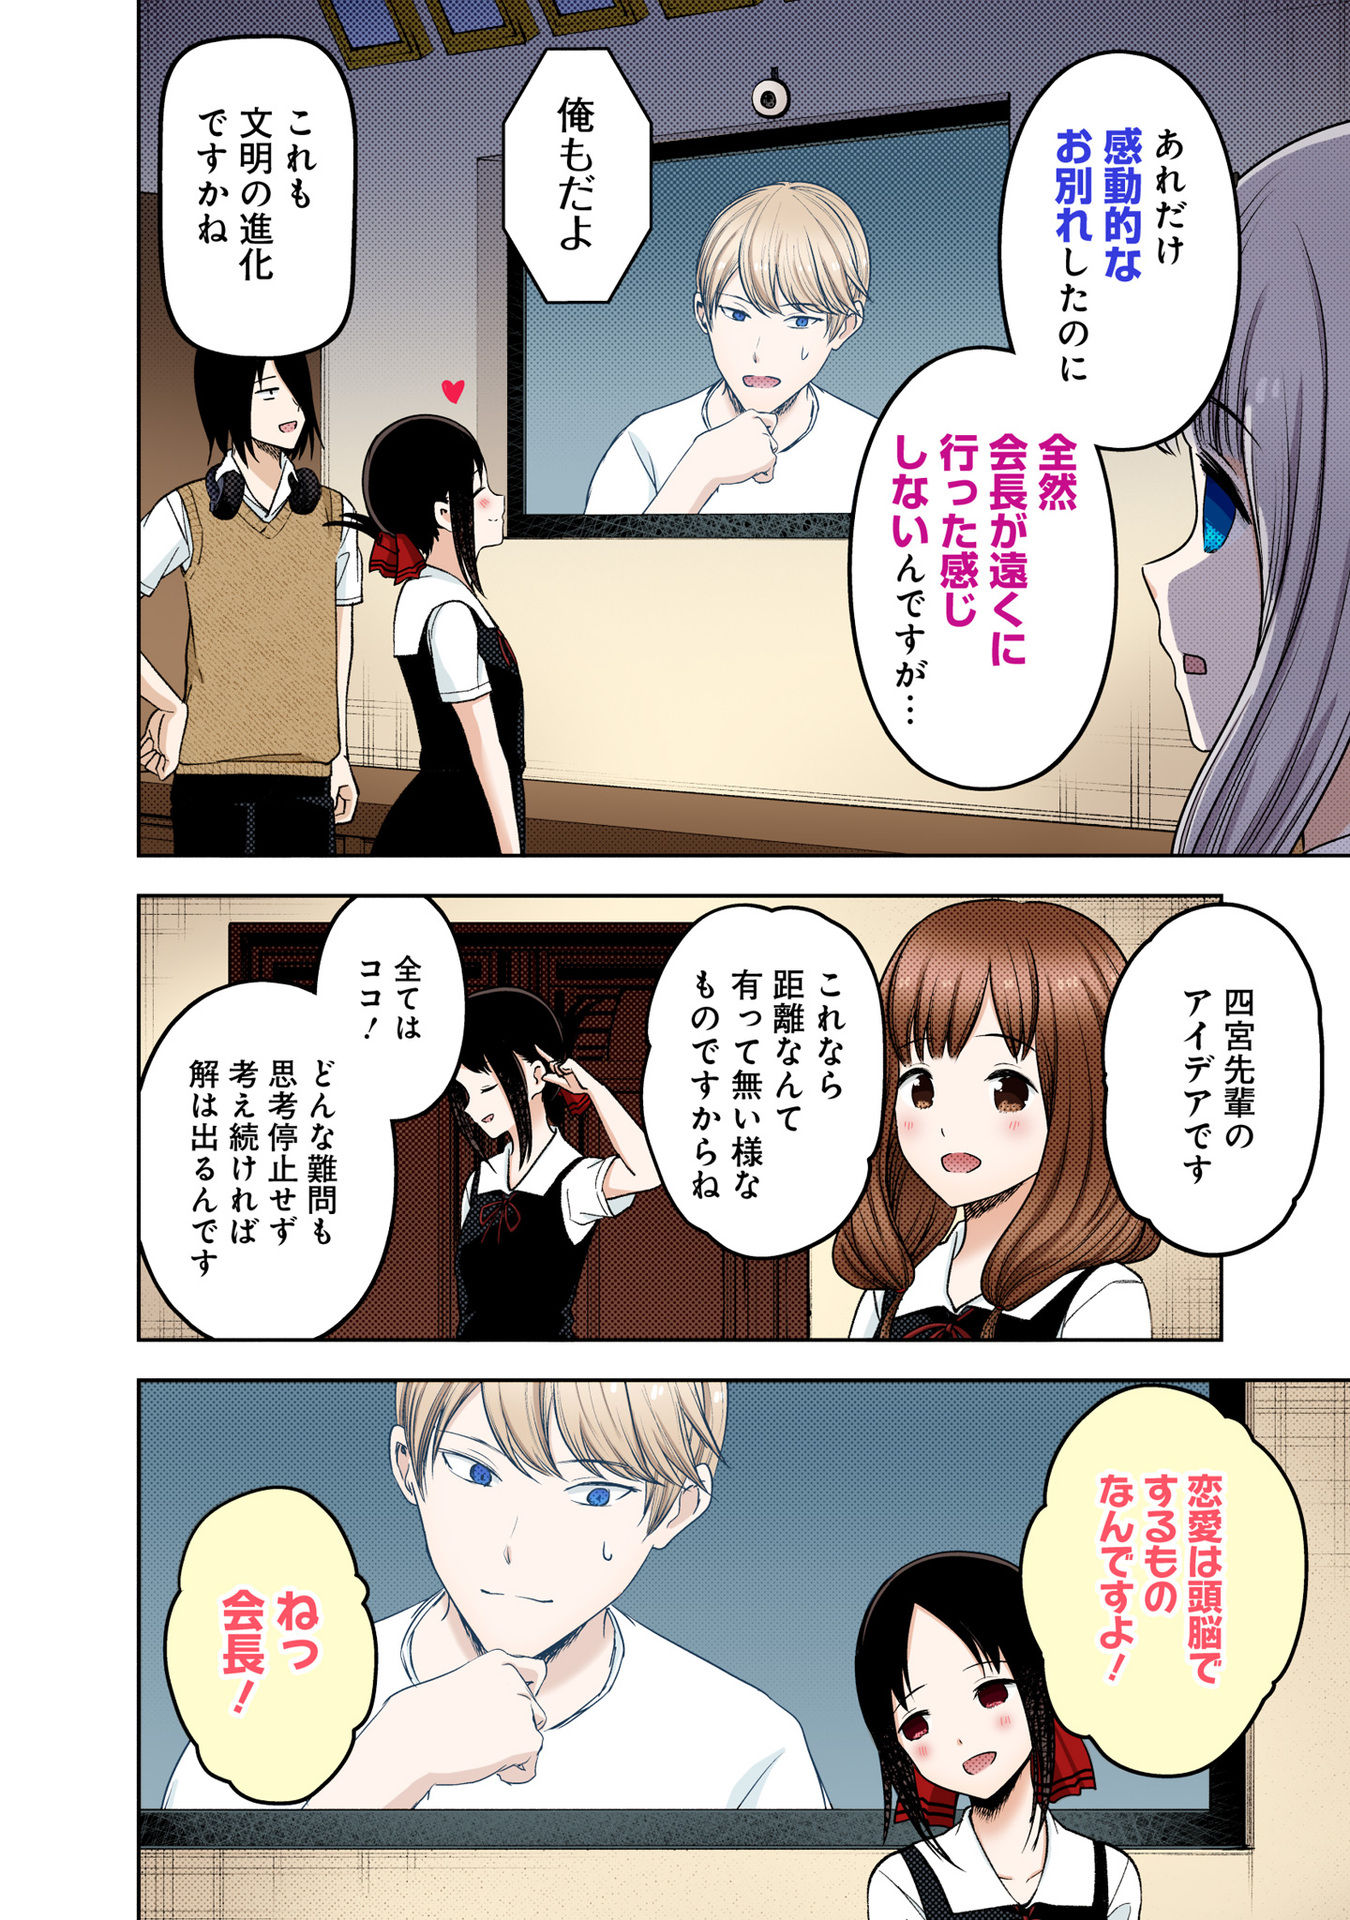 あれだけ
感動的な
お別れしたのに
全然
会長が遠くに
行った感じ
しないんですが…
俺もだよ
これも
文明の進化
ですかね
四宮先輩の
アイデアです
これなら
距離なんて
有って無い様な
ものですからね
全ては
ココ！
どんな難問も
思考停止せず
考え続ければ
解は出るんです
恋愛は頭脳で
するもの
なんですよ！
ねっ
会長！